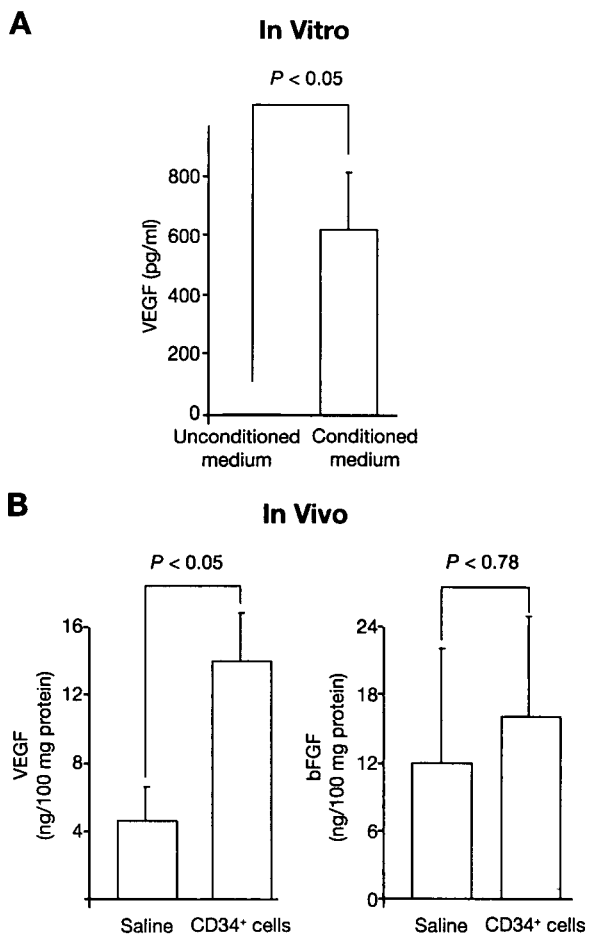 A
In Vitro
P < 0.05
VEGF (pg/ml)
800
600
400
200
0
Unconditioned medium
Conditioned medium
B
In Vivo
P < 0.05
VEGF
(ng/100 mg protein)
16
12
8
4
Saline
CD34⁺ cells
P < 0.78
bFGF
(ng/100 mg protein)
24
18
12
6
0
Saline
CD34⁺ cells